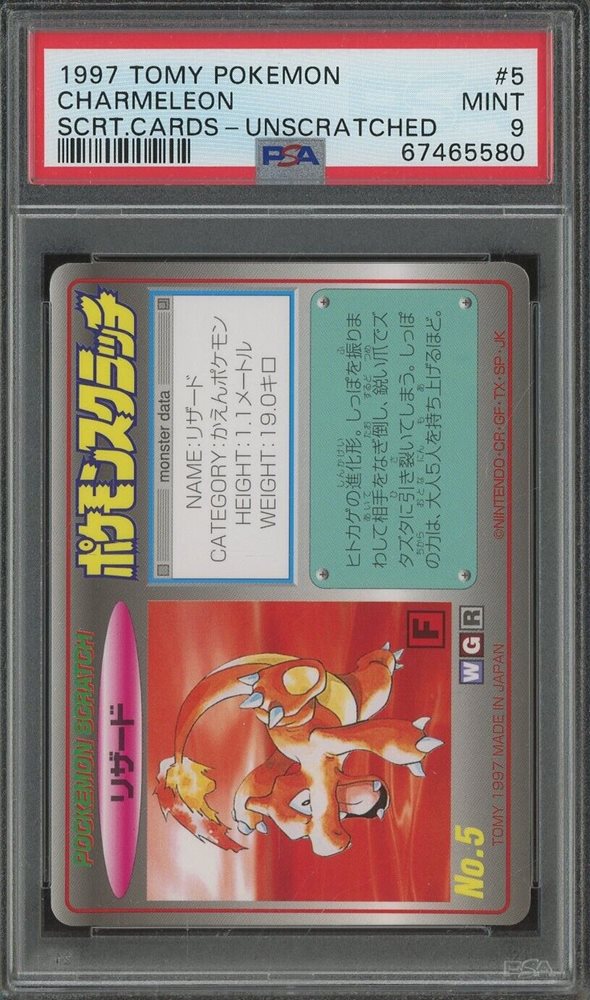 1997 TOMY POKEMON #5
CHARMELEON MINT
SCRT.CARDS – UNSCRATCHED 9
PSA 67465580
ポケモンスクラッチ
POCKEMON SCRATCH
リザード
monster data
NAME:リザード
CATEGORY:かえんポケモン
HEIGHT:1.1メートル
WEIGHT:19.0キロ
ヒトカゲの進化形。しっぽを振りま
わして相手をなぎ倒し、鋭い爪でズ
タズタに引き裂いてしまう。しっぽ
の力は、大人5人を持ち上げるほど。
F
W G R
No.5
TOMY 1997 MADE IN JAPAN
©NINTENDO・CR・GF・TX・SP・JK
PSA